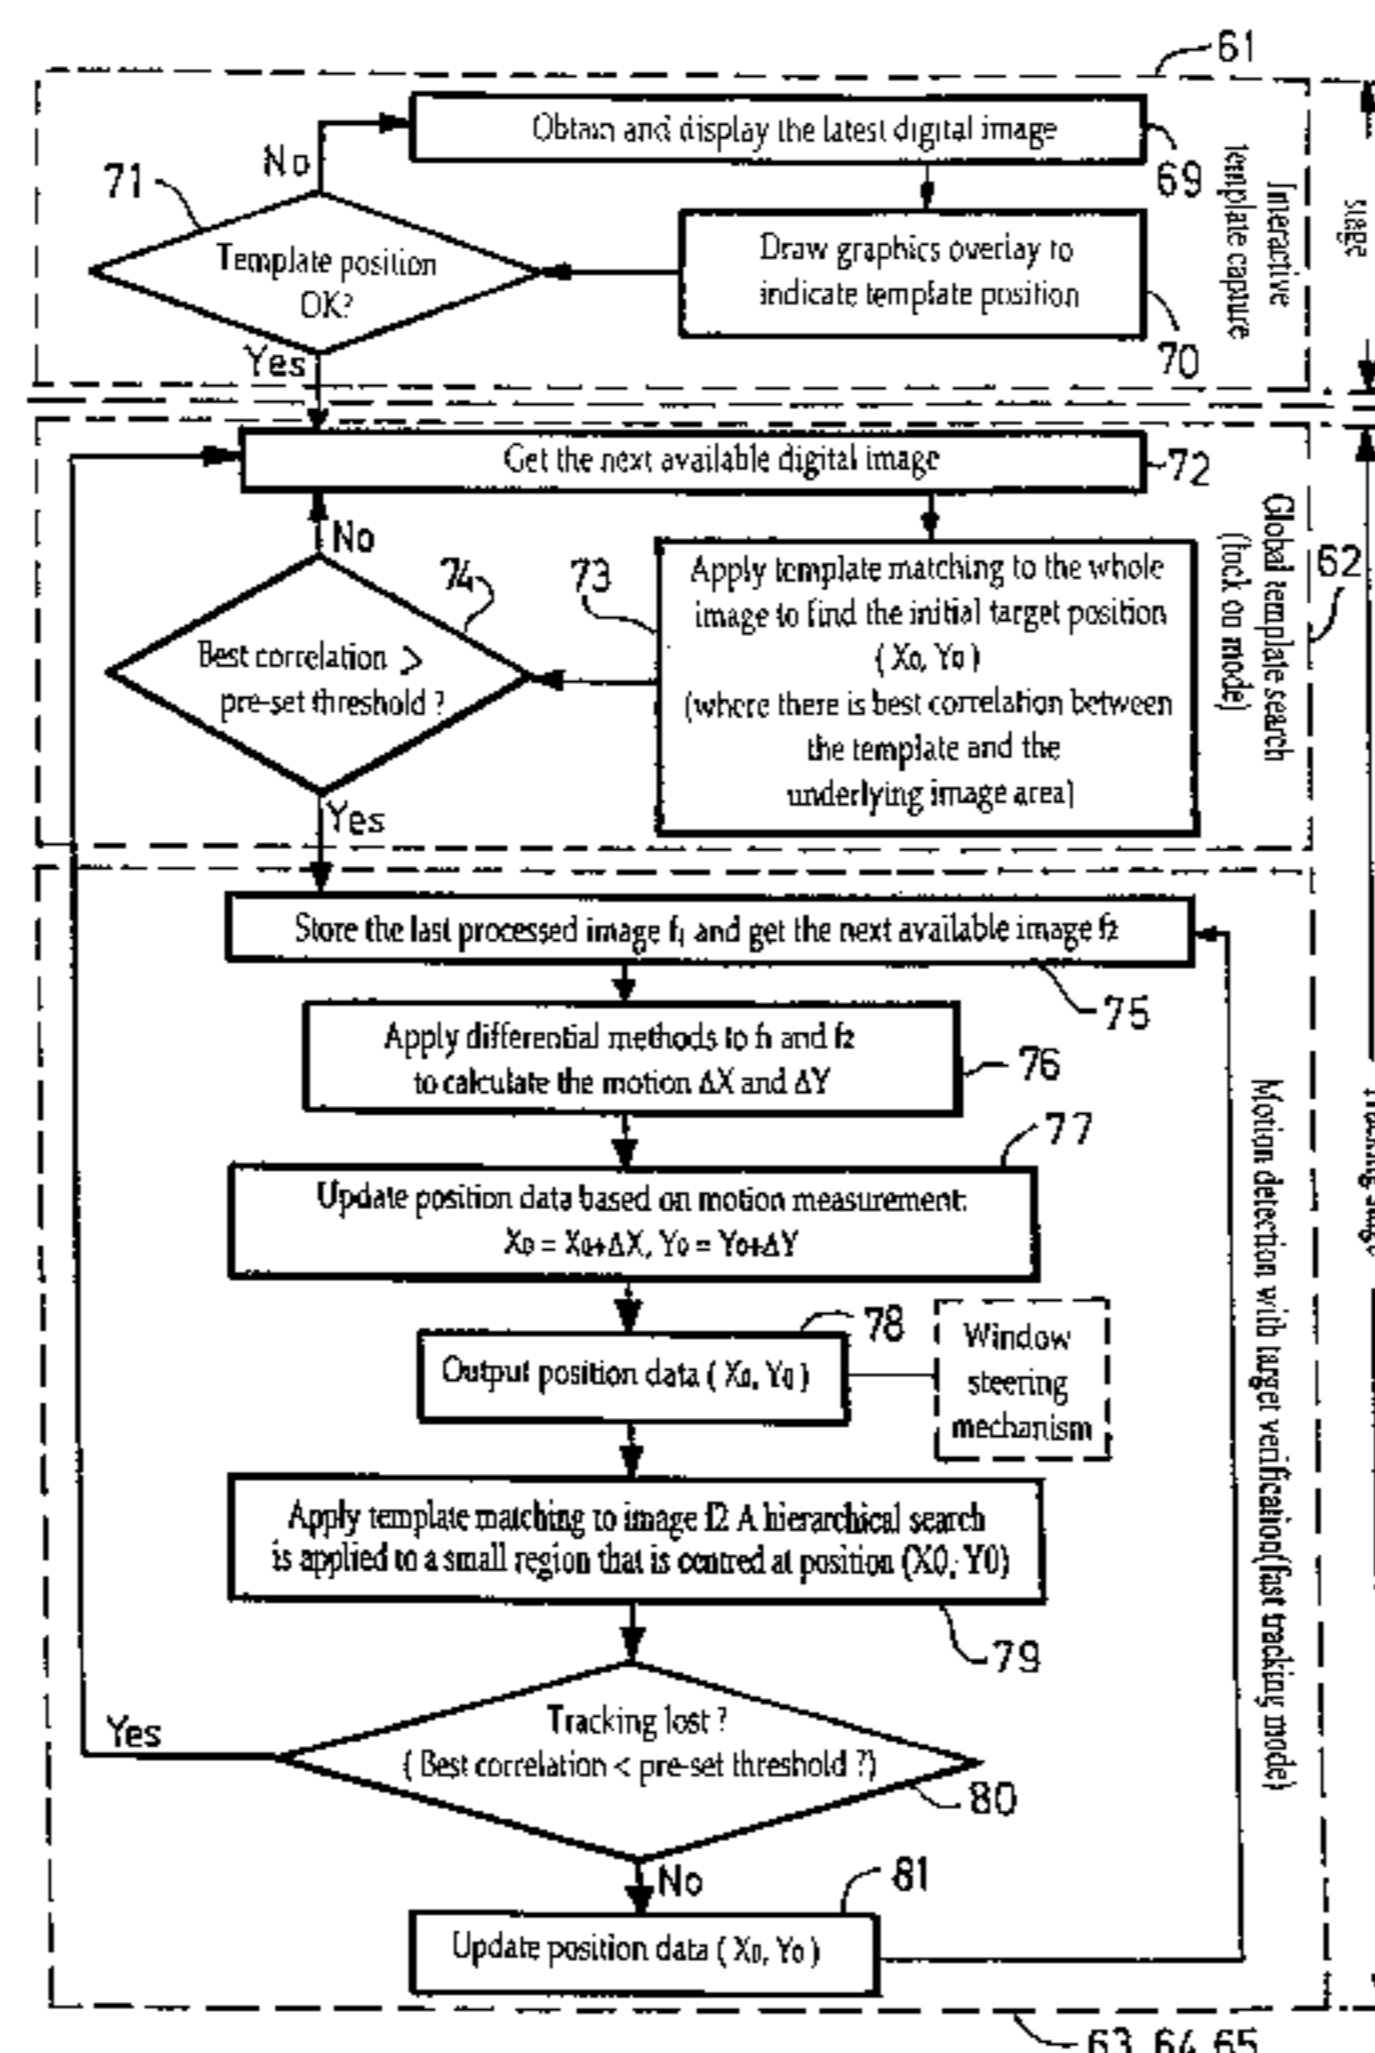 61
Obtain and display the latest digital image
69
No
71
Template position
OK?
Draw graphics overlay to
indicate template position
70
Interactive
template capture
stage
Yes
Get the next available digital image
72
No
74
73
Best correlation >
pre-set threshold ?
Apply template matching to the whole
image to find the initial target position
( X0, Y0 )
(where there is best correlation between
the template and the
underlying image area)
Global template search
(lock on mode)
62
Yes
Store the last processed image f1 and get the next available image f2
75
Apply differential methods to f1 and f2
to calculate the motion ΔX and ΔY
76
77
Update position data based on motion measurement:
X0 = X0+ΔX, Y0 = Y0+ΔY
78
Output position data ( X0, Y0 )
Window
steering
mechanism
Apply template matching to image f2 A hierarchical search
is applied to a small region that is centred at position (X0, Y0)
79
Motion detection with target verification(fast tracking mode)
Tracking lost ?
( Best correlation < pre-set threshold ?)
80
Yes
No
81
Update position data ( X0, Y0 )
63, 64, 65